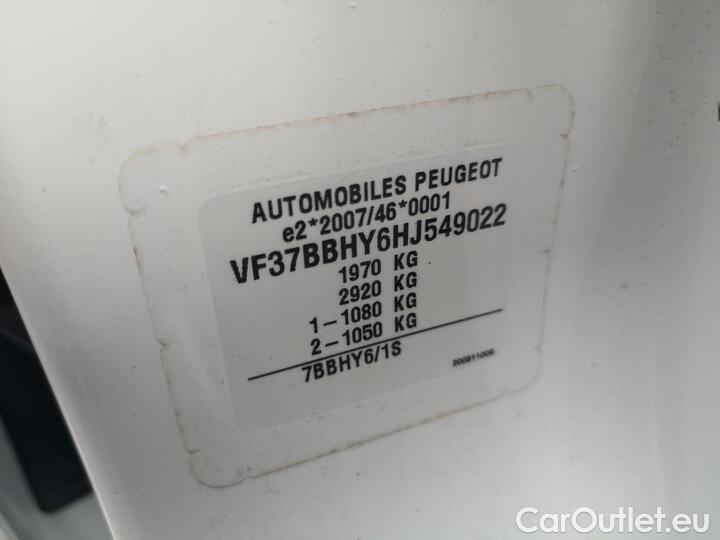 AUTOMOBILES PEUGEOT
e2*2007/46*0001
VF37BBHY6HJ549022
1970 KG
2920 KG
1-1080 KG
2-1050 KG
7BBHY6/1S
200511009
CarOutlet.eu